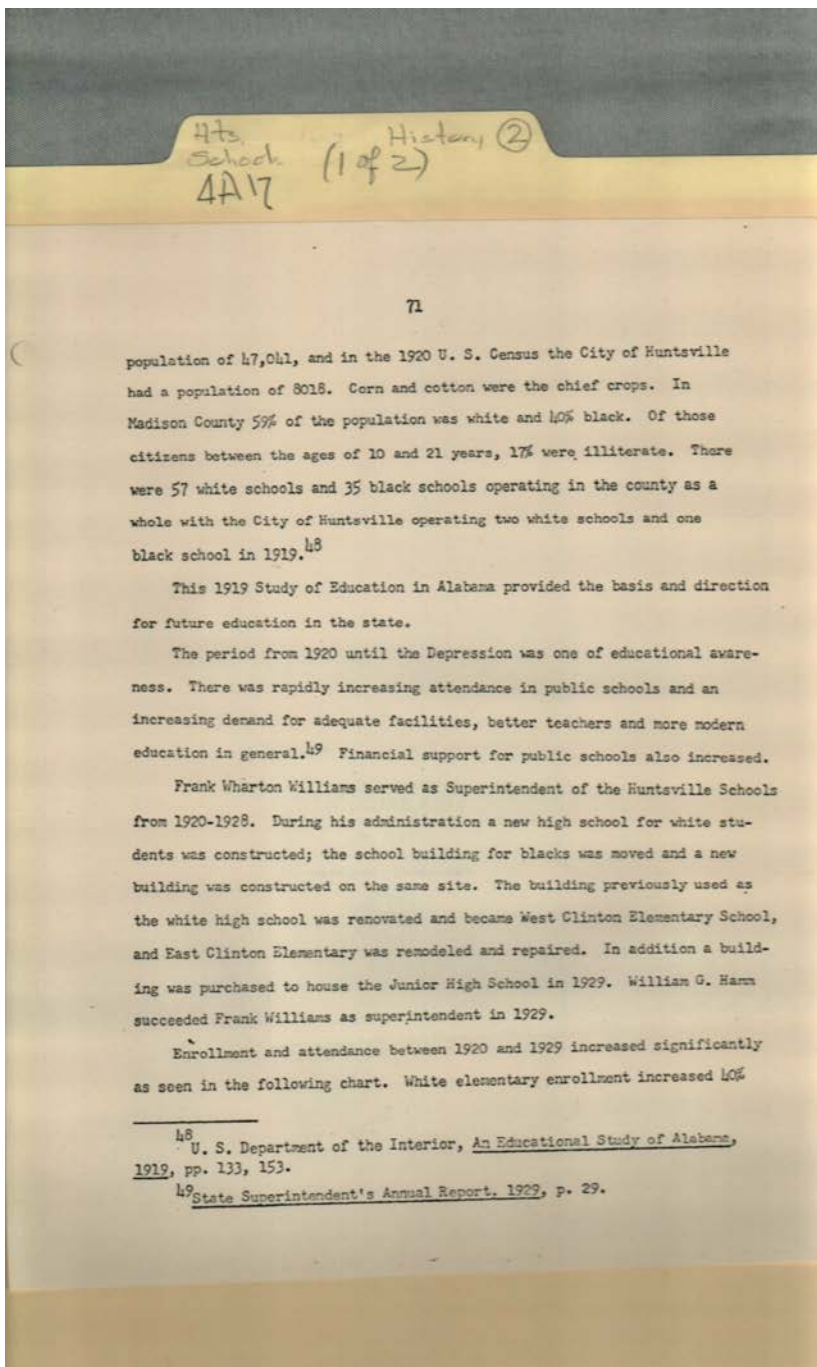 Hts. History 2
School (1 of 2)
4A17
71
population of 47,041, and in the 1920 U. S. Census the City of Huntsville
had a population of 8018. Corn and cotton were the chief crops. In
Madison County 59% of the population was white and 40% black. Of those
citizens between the ages of 10 and 21 years, 17% were illiterate. There
were 57 white schools and 35 black schools operating in the county as a
whole with the City of Huntsville operating two white schools and one
black school in 1919.48
This 1919 Study of Education in Alabama provided the basis and direction
for future education in the state.
The period from 1920 until the Depression was one of educational aware-
ness. There was rapidly increasing attendance in public schools and an
increasing demand for adequate facilities, better teachers and more modern
education in general.49 Financial support for public schools also increased.
Frank Wharton Williams served as Superintendent of the Huntsville Schools
from 1920-1928. During his administration a new high school for white stu-
dents was constructed; the school building for blacks was moved and a new
building was constructed on the same site. The building previously used as
the white high school was renovated and became West Clinton Elementary School,
and East Clinton Elementary was remodeled and repaired. In addition a build-
ing was purchased to house the Junior High School in 1929. William G. Hamm
succeeded Frank Williams as superintendent in 1929.
Enrollment and attendance between 1920 and 1929 increased significantly
as seen in the following chart. White elementary enrollment increased 40%
48
U. S. Department of the Interior, An Educational Study of Alabama,
1919, pp. 133, 153.
49State Superintendent's Annual Report, 1929, p. 29.